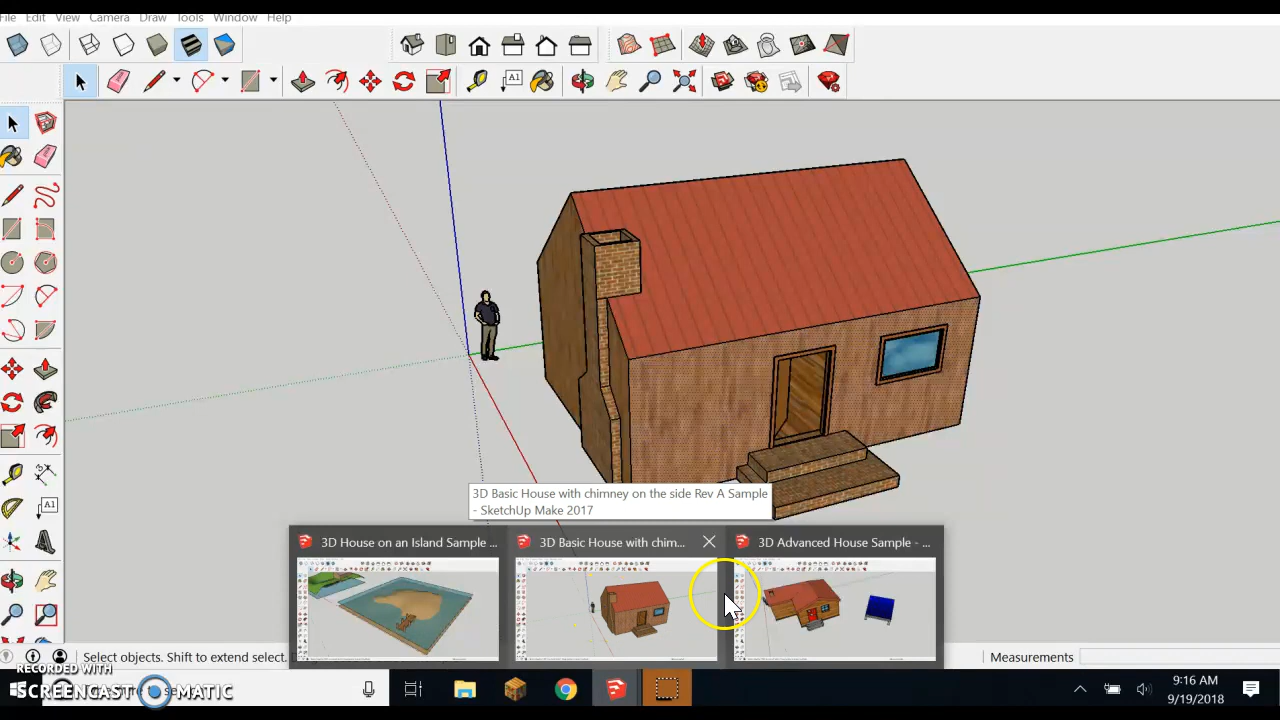 File Edit View Camera Draw Tools Window Help
A1
A1
3D Basic House with chimney on the side Rev A Sample
- SketchUp Make 2017
3D House on an Island Sample ...
3D Basic House with chim...
3D Advanced House Sample - ...
Select objects. Shift to extend select.
Measurements
RECORDED WITH
SCREENCAST MATIC
9:16 AM
9/19/2018